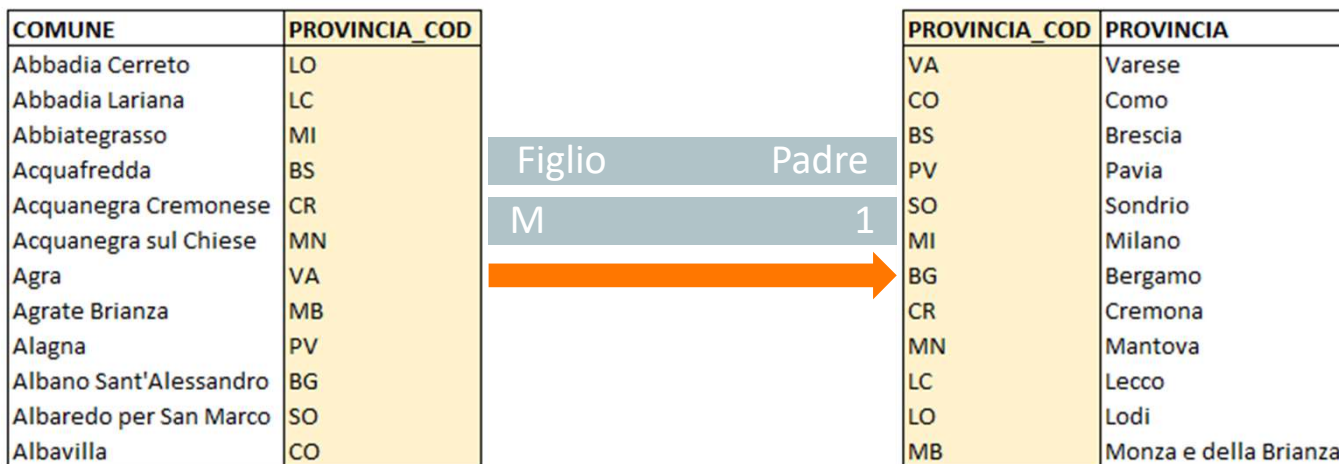 COMUNE PROVINCIA_COD
Abbadia Cerreto LO
Abbadia Lariana LC
Abbiategrasso MI
Acquafredda BS
Acquanegra Cremonese CR
Acquanegra sul Chiese MN
Agra VA
Agrate Brianza MB
Alagna PV
Albano Sant'Alessandro BG
Albaredo per San Marco SO
Albavilla CO
Figlio Padre
M 1
PROVINCIA_COD PROVINCIA
VA Varese
CO Como
BS Brescia
PV Pavia
SO Sondrio
MI Milano
BG Bergamo
CR Cremona
MN Mantova
LC Lecco
LO Lodi
MB Monza e della Brianza